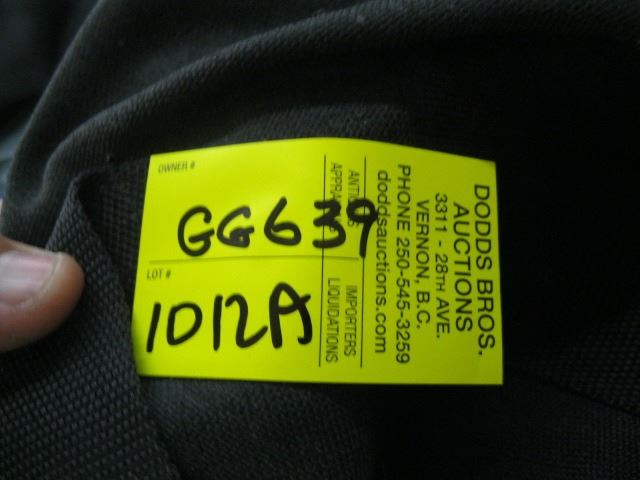 OWNER #
GG639
LOT #
1012A
DODDS BROS.
AUCTIONS
3311 - 28TH AVE.
VERNON, B.C.
PHONE 250-545-3259
doddsauctions.com
IMPORTERS
LIQUIDATIONS